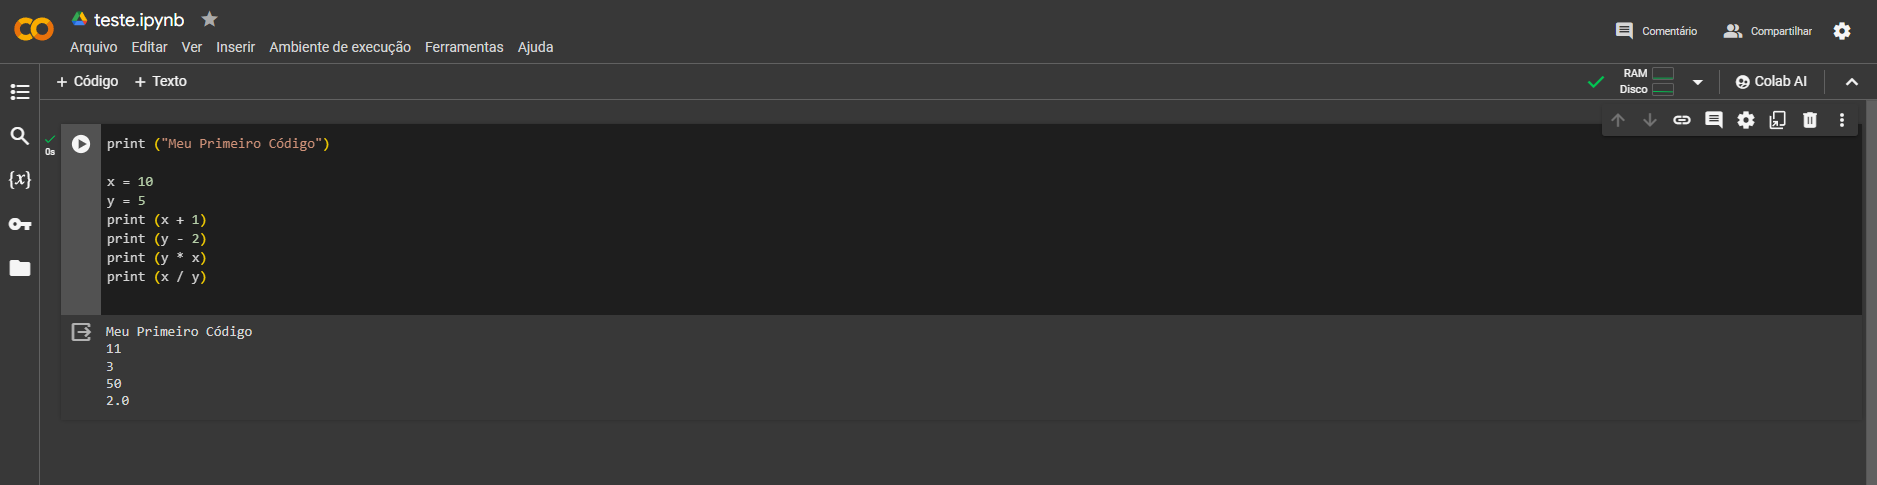 teste.ipynb
Arquivo Editar Ver Inserir Ambiente de execução Ferramentas Ajuda
Comentário Compartilhar
+ Código + Texto
RAM
Disco
Colab AI
{x}
0s
print ("Meu Primeiro Código")
x = 10
y = 5
print (x + 1)
print (y - 2)
print (y * x)
print (x / y)
Meu Primeiro Código
11
3
50
2.0